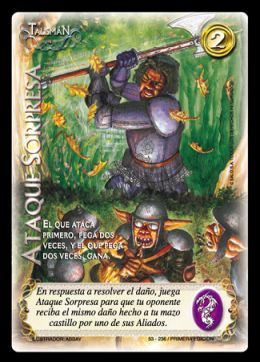 TALISMAN
2
ATAQUE SORPRESA
EL QUE ATACA
PRIMERO, PEGA DOS
VECES, Y EL QUE PEGA
DOS VECES, GANA.
En respuesta a resolver el daño, juega
Ataque Sorpresa para que tu oponente
reciba el mismo daño hecho a tu mazo
castillo por uno de sus Aliados.
ILUSTRADOR: ABBAY
53 - 236 / PRIMERA EDICION